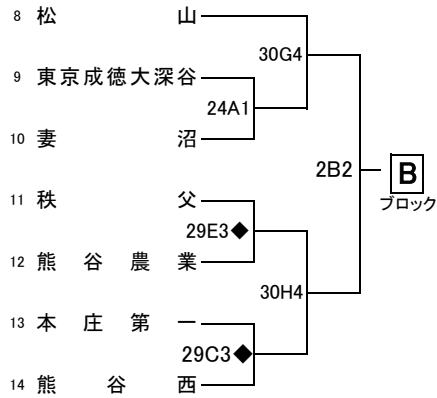 8 松山
30G4
9 東京成徳大深谷
24A1
10 妻沼
2B2
B
ブロック
11 秩父
29E3◆
12 熊谷農業
30H4
13 本庄第一
29C3◆
14 熊谷西